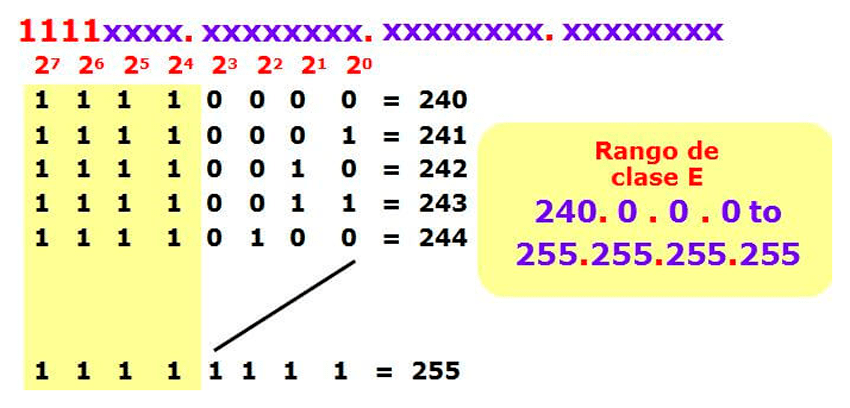 1111xxxx. xxxxxxxx. xxxxxxxx. xxxxxxxx
2⁷ 2⁶ 2⁵ 2⁴ 2³ 2² 2¹ 2⁰
1 1 1 1 0 0 0 0 = 240
1 1 1 1 0 0 0 1 = 241
1 1 1 1 0 0 1 0 = 242
1 1 1 1 0 0 1 1 = 243
1 1 1 1 0 1 0 0 = 244
1 1 1 1 1 1 1 1 = 255
Rango de
clase E
240. 0 . 0 . 0 to
255.255.255.255